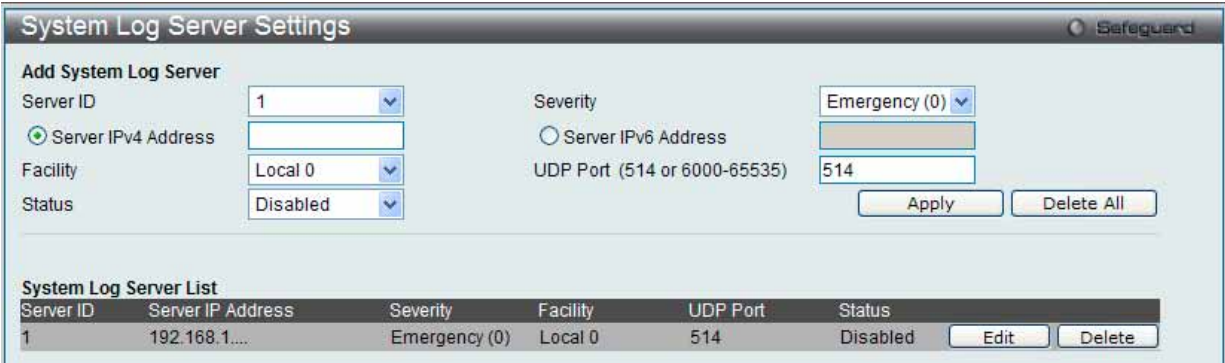 System Log Server Settings Safeguard
Add System Log Server
Server ID 1 Severity Emergency (0)
Server IPv4 Address Server IPv6 Address
Facility Local 0 UDP Port (514 or 6000-65535) 514
Status Disabled Apply Delete All
System Log Server List
Server ID Server IP Address Severity Facility UDP Port Status
1 192.168.1.... Emergency (0) Local 0 514 Disabled Edit Delete